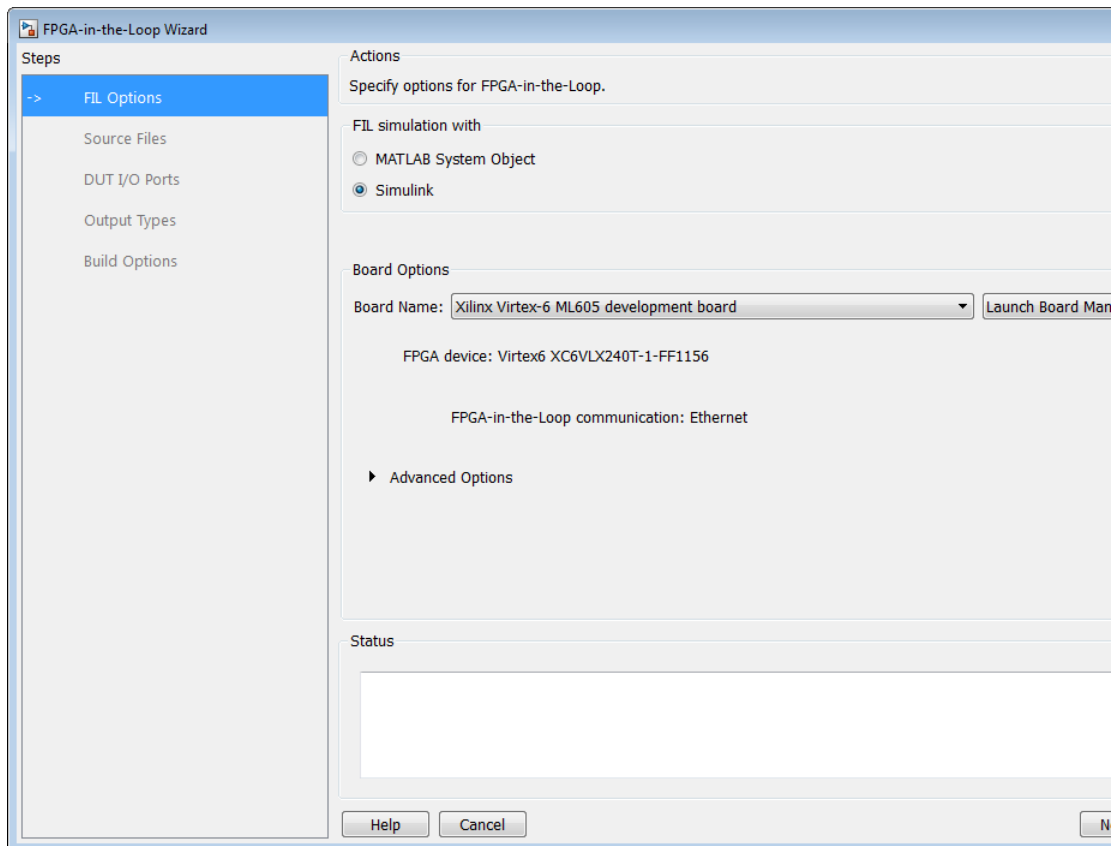 FPGA-in-the-Loop Wizard
Steps
-> FIL Options
Source Files
DUT I/O Ports
Output Types
Build Options
Actions
Specify options for FPGA-in-the-Loop.
FIL simulation with
MATLAB System Object
Simulink
Board Options
Board Name: Xilinx Virtex-6 ML605 development board Launch Board Man
FPGA device: Virtex6 XC6VLX240T-1-FF1156
FPGA-in-the-Loop communication: Ethernet
Advanced Options
Status
Help Cancel